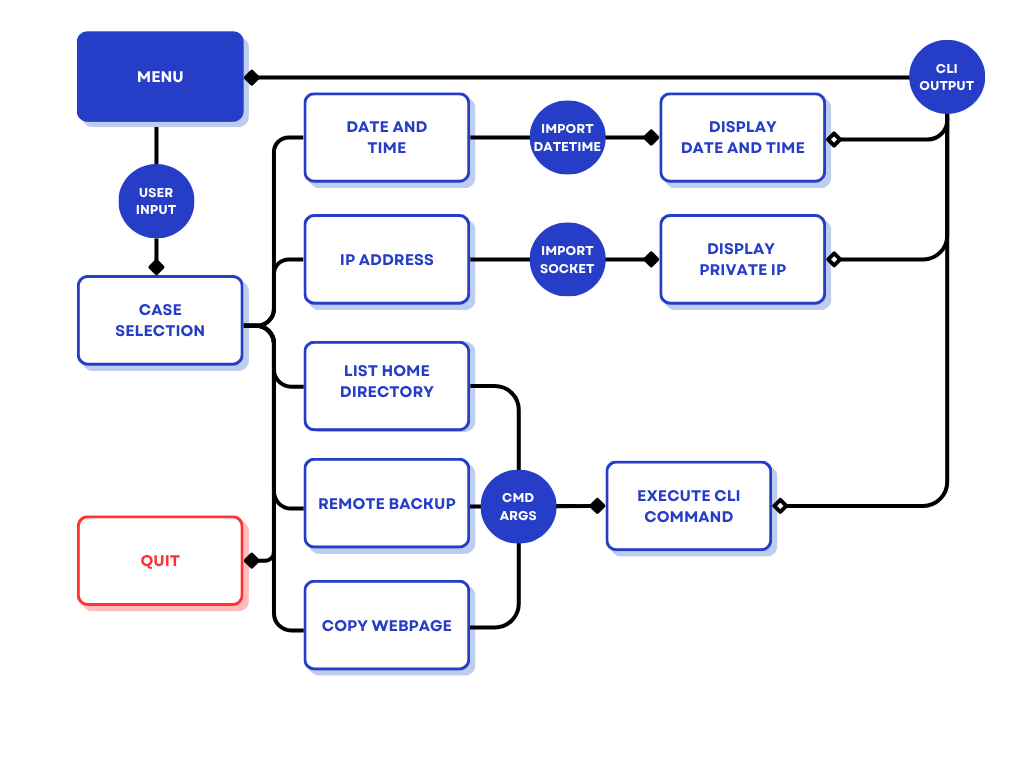 MENU
CLI
OUTPUT
DATE AND
TIME
IMPORT
DATETIME
DISPLAY
DATE AND TIME
USER
INPUT
IP ADDRESS
IMPORT
SOCKET
DISPLAY
PRIVATE IP
CASE
SELECTION
LIST HOME
DIRECTORY
REMOTE BACKUP
CMD
ARGS
EXECUTE CLI
COMMAND
QUIT
COPY WEBPAGE